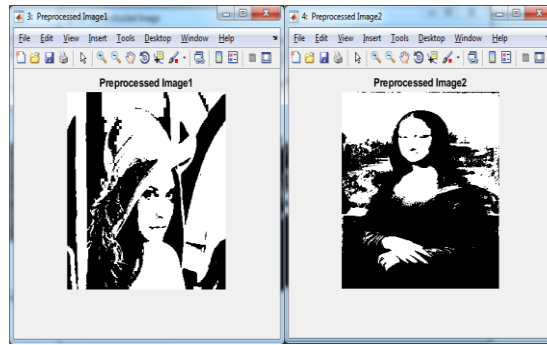 3: Preprocessed Image1
File Edit View Insert Tools Desktop Window Help
Preprocessed Image1
4: Preprocessed Image2
File Edit View Insert Tools Desktop Window Help
Preprocessed Image2